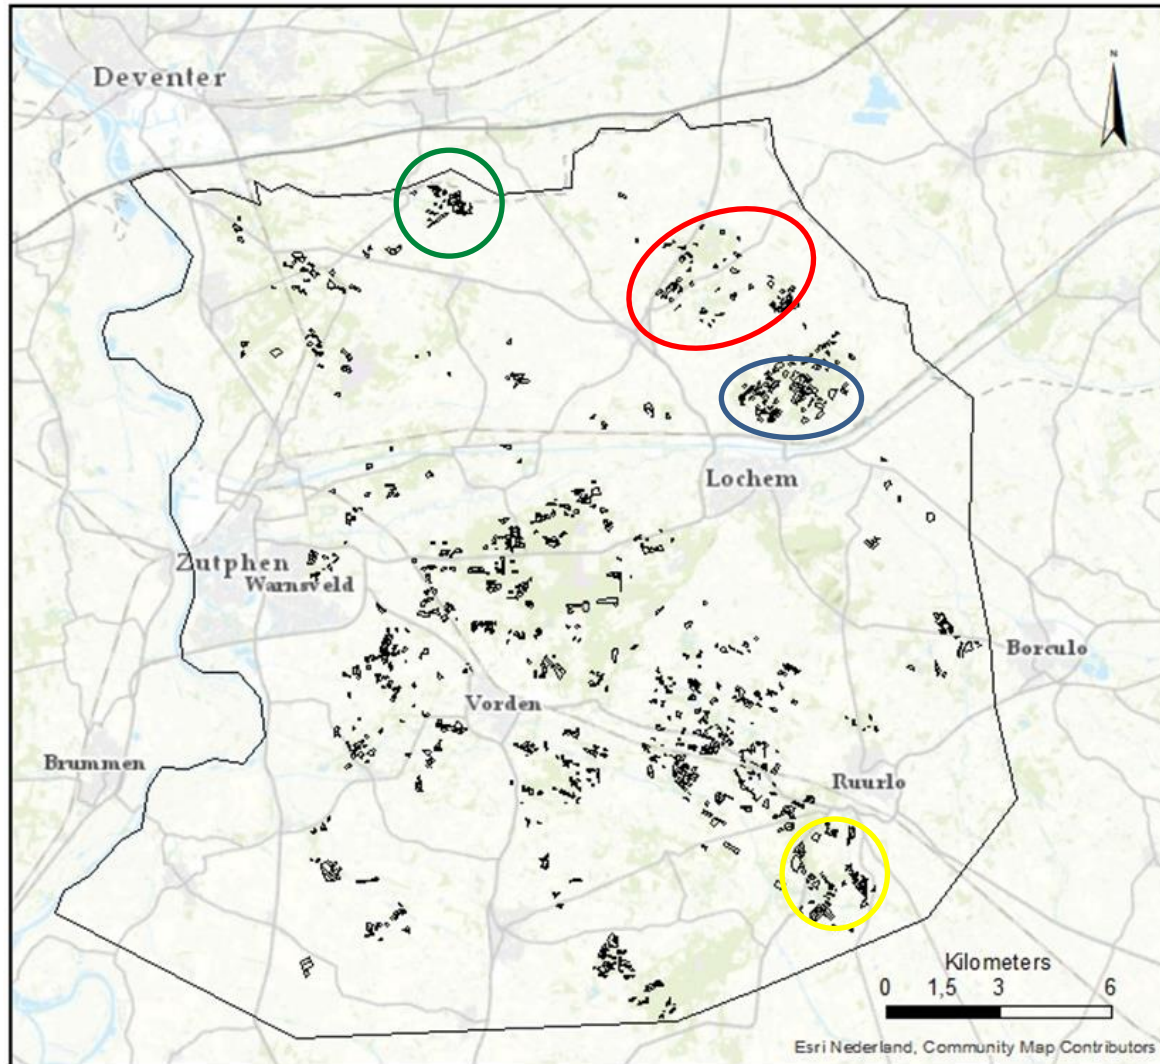 Deventer
N
Lochem
Zutphen
Warnsveld
Borculo
Vorden
Brummen
Ruurlo
Kilometers
0 1,5 3 6
Esri Nederland, Community Map Contributors